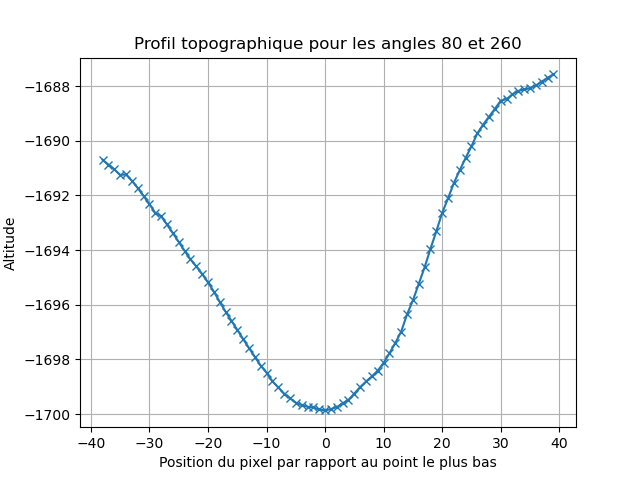 Profil topographique pour les angles 80 et 260
Altitude
−1688
−1690
−1692
−1694
−1696
−1698
−1700
−40 −30 −20 −10 0 10 20 30 40
Position du pixel par rapport au point le plus bas